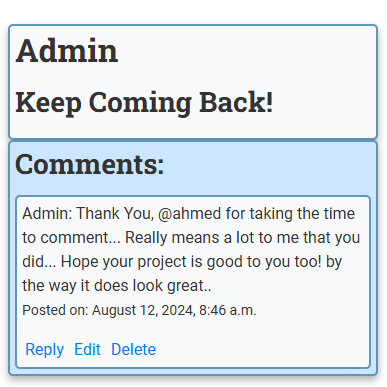 Admin
Keep Coming Back!
Comments:
Admin: Thank You, @ahmed for taking the time
to comment... Really means a lot to me that you
did... Hope your project is good to you too! by
the way it does look great..
Posted on: August 12, 2024, 8:46 a.m.
Reply Edit Delete